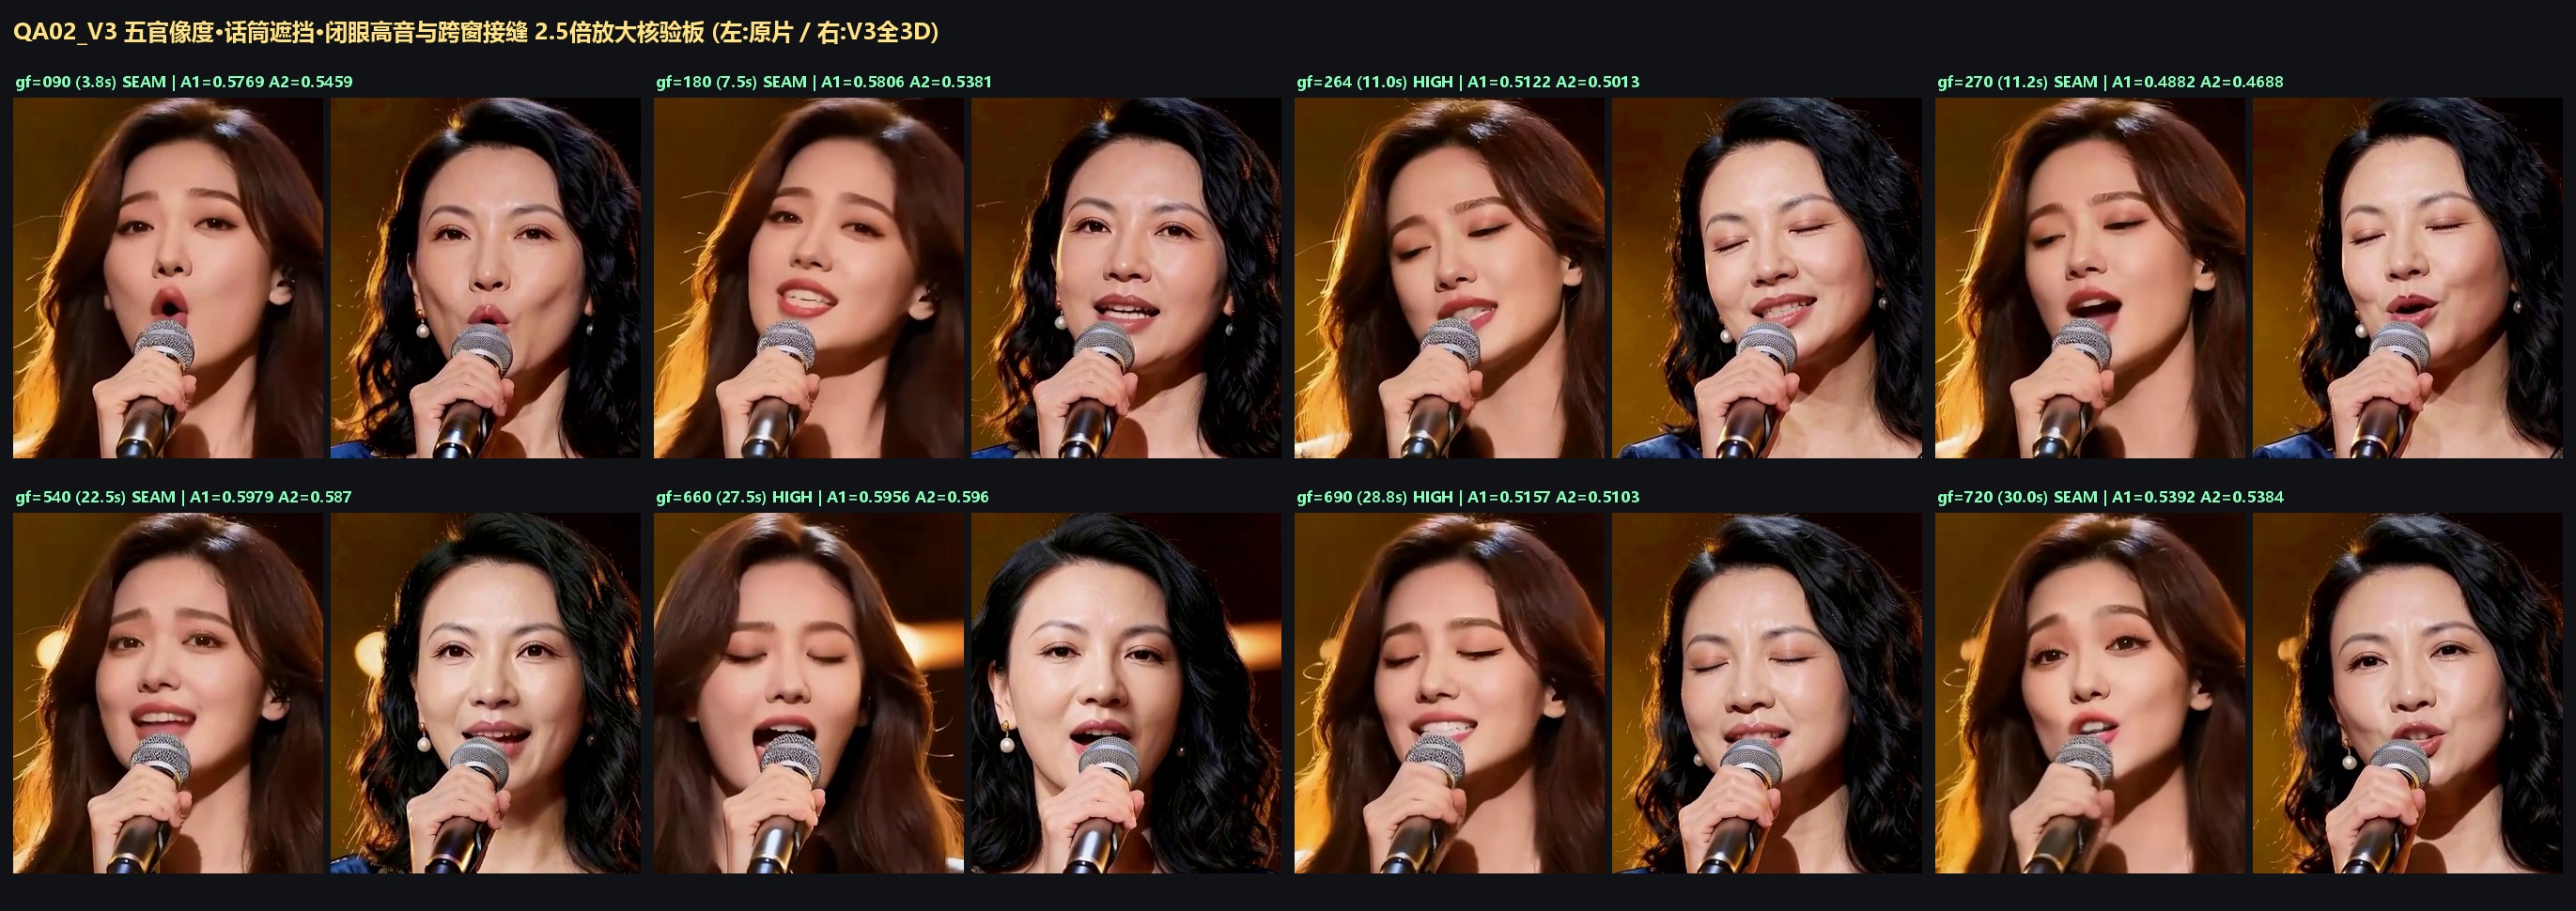 QA02_V3 五官像度•话筒遮挡•闭眼高音与跨窗接缝 2.5倍放大核验板 (左:原片 / 右:V3全3D)
gf=090 (3.8s) SEAM | A1=0.5769 A2=0.5459
gf=180 (7.5s) SEAM | A1=0.5806 A2=0.5381
gf=264 (11.0s) HIGH | A1=0.5122 A2=0.5013
gf=270 (11.2s) SEAM | A1=0.4882 A2=0.4688
gf=540 (22.5s) SEAM | A1=0.5979 A2=0.587
gf=660 (27.5s) HIGH | A1=0.5956 A2=0.596
gf=690 (28.8s) HIGH | A1=0.5157 A2=0.5103
gf=720 (30.0s) SEAM | A1=0.5392 A2=0.5384